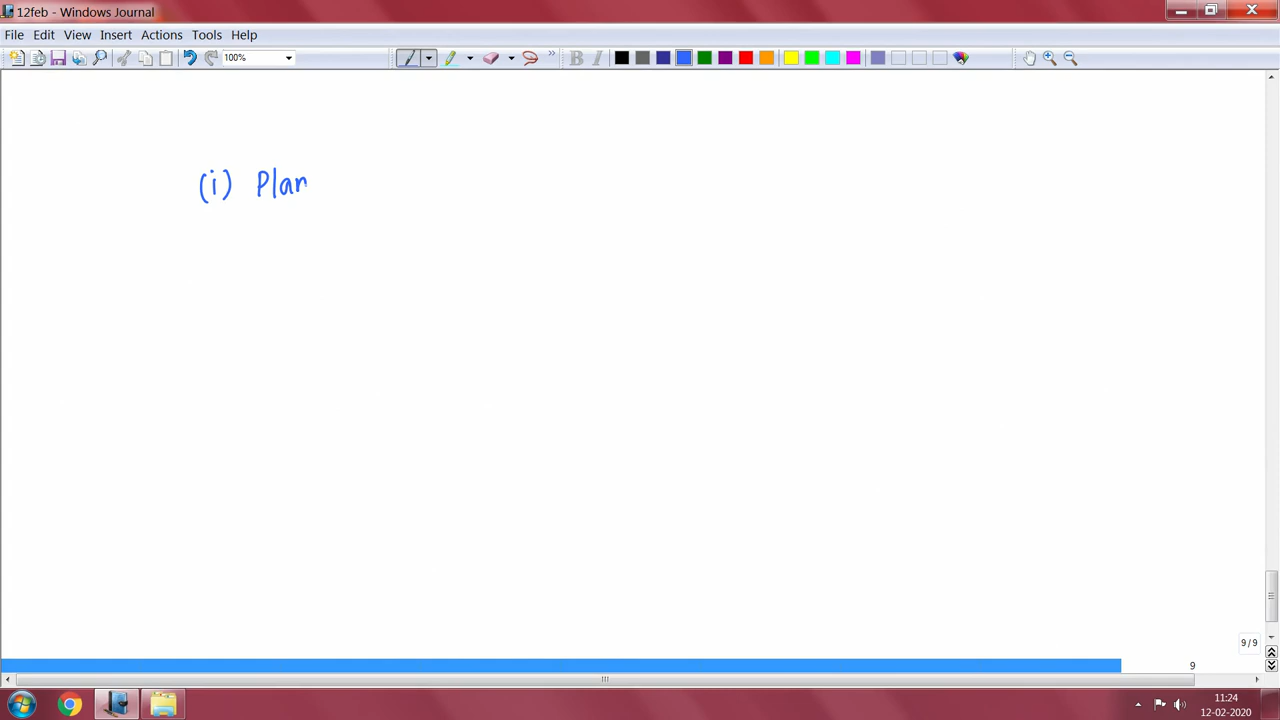 12feb - Windows Journal
File Edit View Insert Actions Tools Help
100%
B I
(i) Plan
9/9
9
11:24
12-02-2020